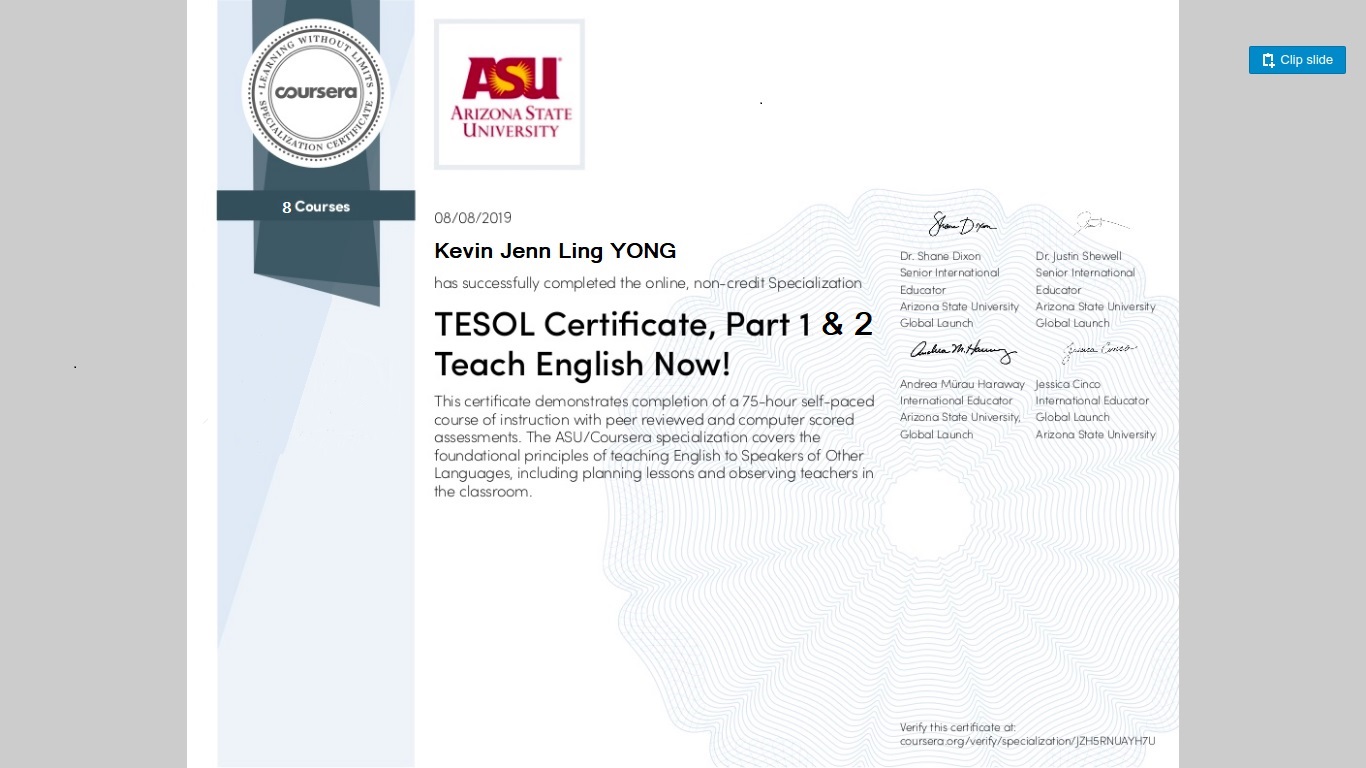 LEARNING WITHOUT LIMITS
coursera
SPECIALIZATION CERTIFICATE
ASU
ARIZONA STATE
UNIVERSITY
Clip slide
8 Courses
08/08/2019
Kevin Jenn Ling YONG
has successfully completed the online, non-credit Specialization
TESOL Certificate, Part 1 & 2
Teach English Now!
This certificate demonstrates completion of a 75-hour self-paced
course of instruction with peer reviewed and computer scored
assessments. The ASU/Coursera specialization covers the
foundational principles of teaching English to Speakers of Other
Languages, including planning lessons and observing teachers in
the classroom.
Shane Dixon
Dr. Shane Dixon
Senior International
Educator
Arizona State University
Global Launch
Dr. Justin Shewell
Senior International
Educator
Arizona State University
Global Launch
Andrea M. Haraway
Andrea Mürau Haraway
International Educator
Arizona State University,
Global Launch
Jessica Cinco
Jessica Cinco
International Educator
Global Launch
Arizona State University
Verify this certificate at:
coursera.org/verify/specialization/JZH5RNUAYH7U